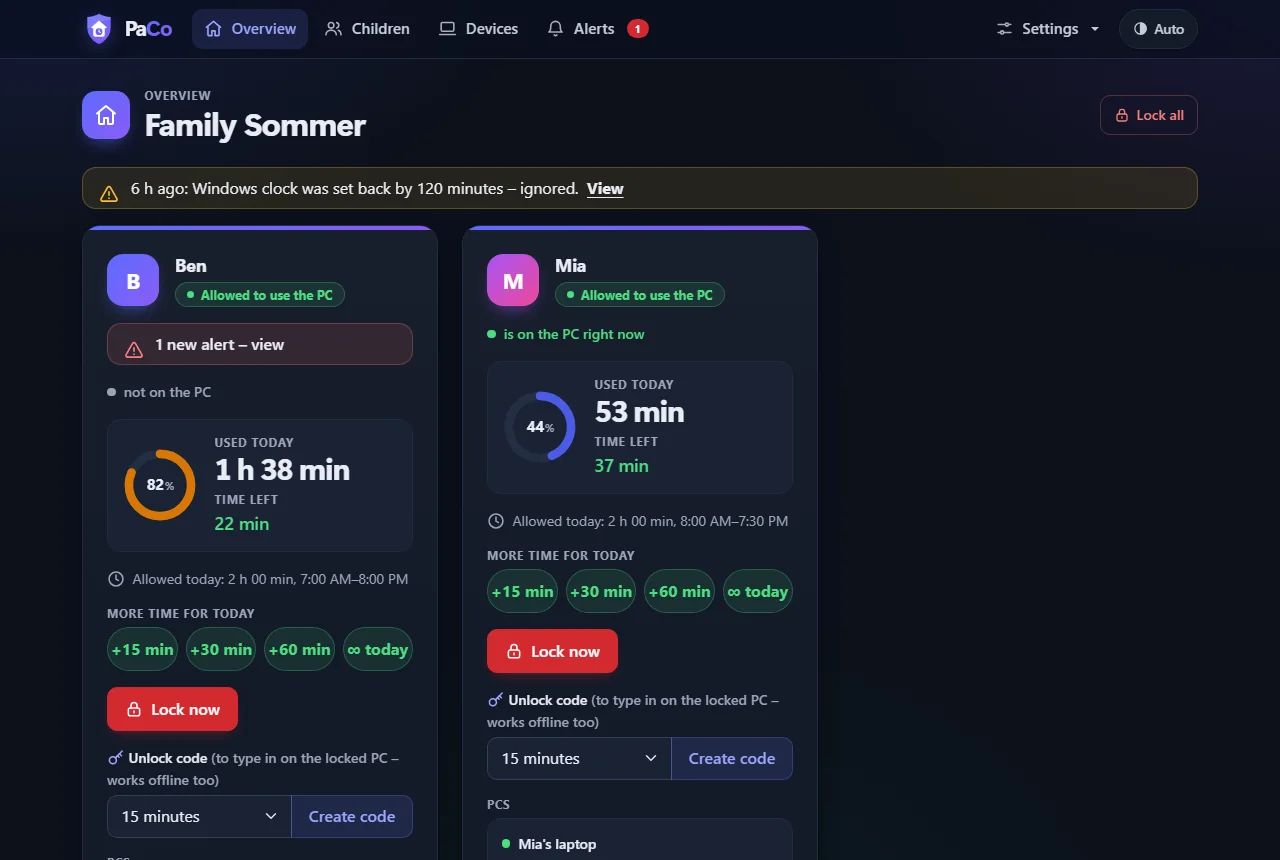 PaCo
Overview
Children
Devices
Alerts
1
Settings
Auto
OVERVIEW
Family Sommer
Lock all
6 h ago: Windows clock was set back by 120 minutes – ignored. View
B
Ben
Allowed to use the PC
1 new alert – view
not on the PC
82%
USED TODAY
1 h 38 min
TIME LEFT
22 min
Allowed today: 2 h 00 min, 7:00 AM–8:00 PM
MORE TIME FOR TODAY
+15 min
+30 min
+60 min
∞ today
Lock now
Unlock code (to type in on the locked PC –
works offline too)
15 minutes
Create code
M
Mia
Allowed to use the PC
is on the PC right now
44%
USED TODAY
53 min
TIME LEFT
37 min
Allowed today: 2 h 00 min, 8:00 AM–7:30 PM
MORE TIME FOR TODAY
+15 min
+30 min
+60 min
∞ today
Lock now
Unlock code (to type in on the locked PC –
works offline too)
15 minutes
Create code
PCS
Mia's laptop